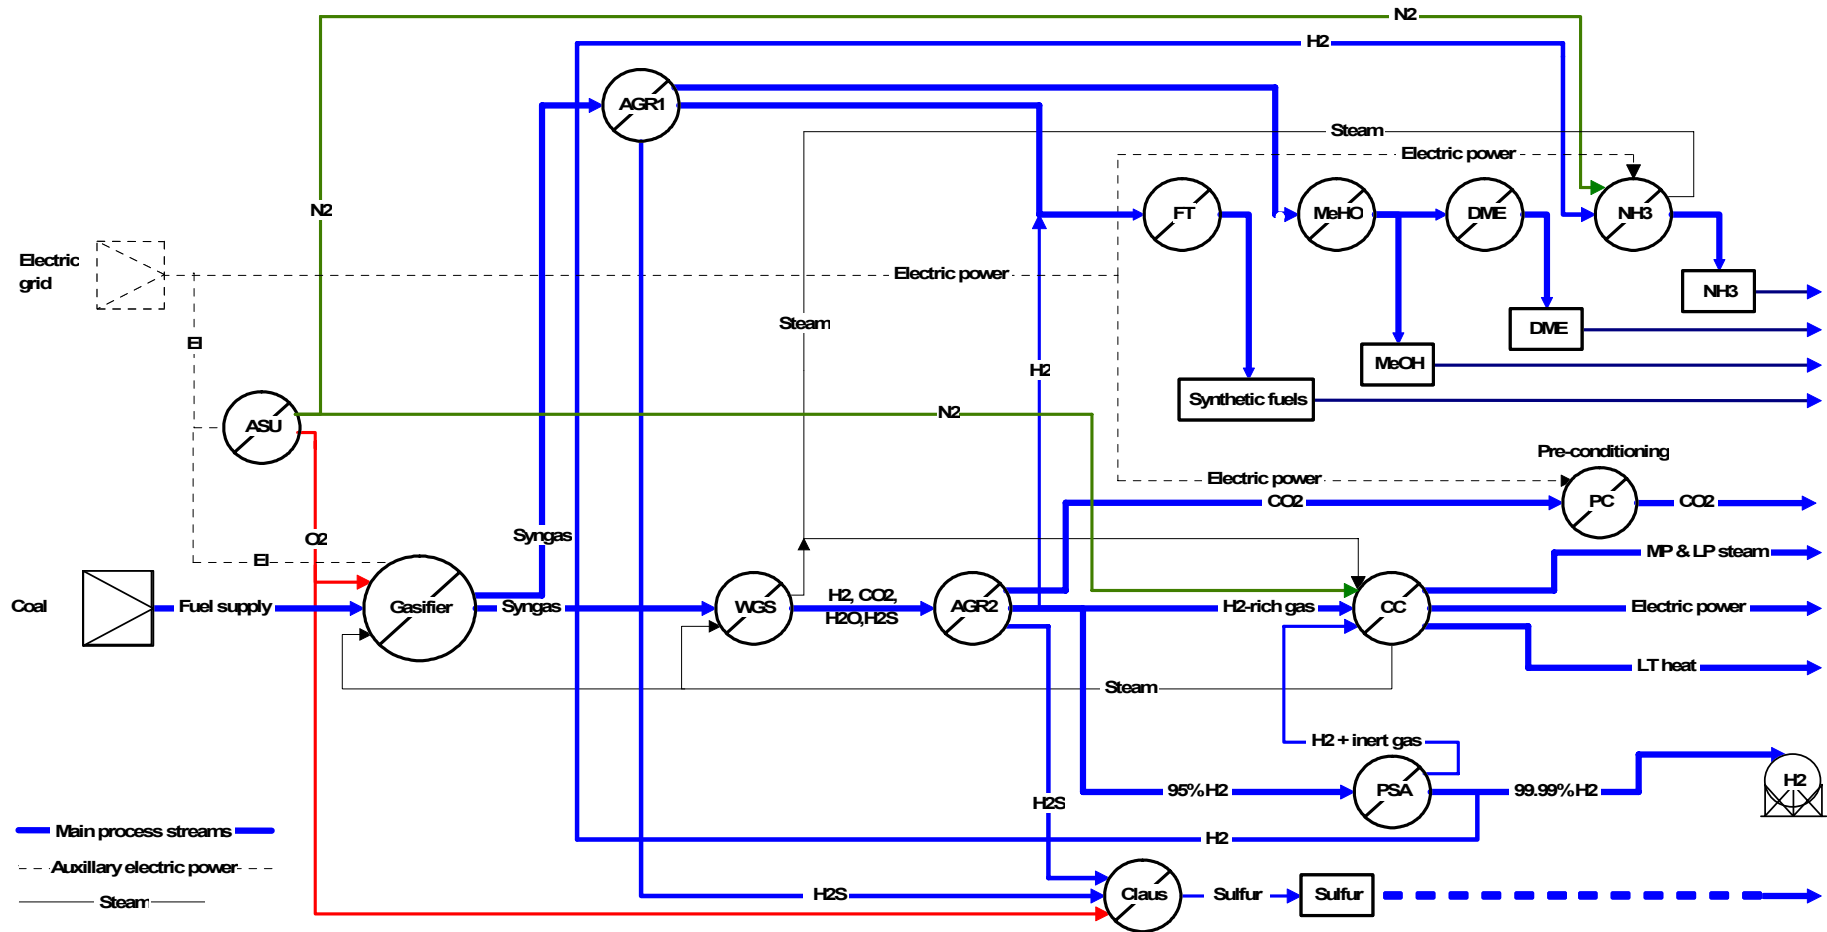 N2
H2
AGR1
Steam
Electric power
N2
FT
MeHO
DME
NH3
Electric
grid
Electric power
NH3
Steam
DME
El
H2
MeOH
Synthetic fuels
N2
ASU
Pre-conditioning
Electric power
CO2
PC
CO2
Syngas
O2
El
MP & LP steam
Coal
Fuel supply
Gasifier
Syngas
WGS
H2, CO2,
H2O,H2S
AGR2
H2-rich gas
CC
Electric power
LT heat
Steam
H2 + inert gas
H2S
95% H2
PSA
99.99% H2
H2
Main process streams
H2
Auxillary electric power
Steam
H2S
Claus
Sulfur
Sulfur